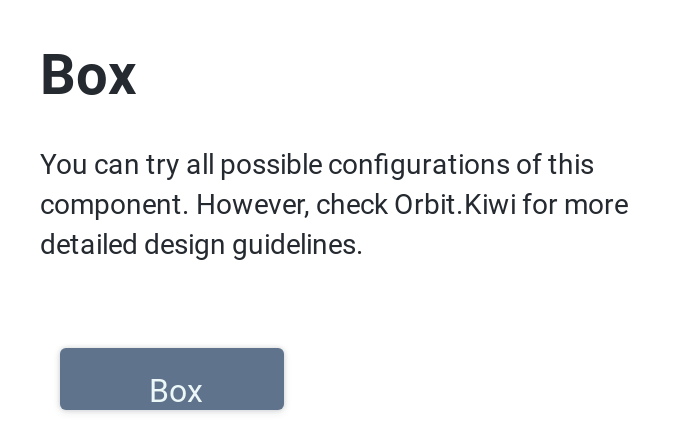 Box
You can try all possible configurations of this
component. However, check Orbit.Kiwi for more
detailed design guidelines.
Box